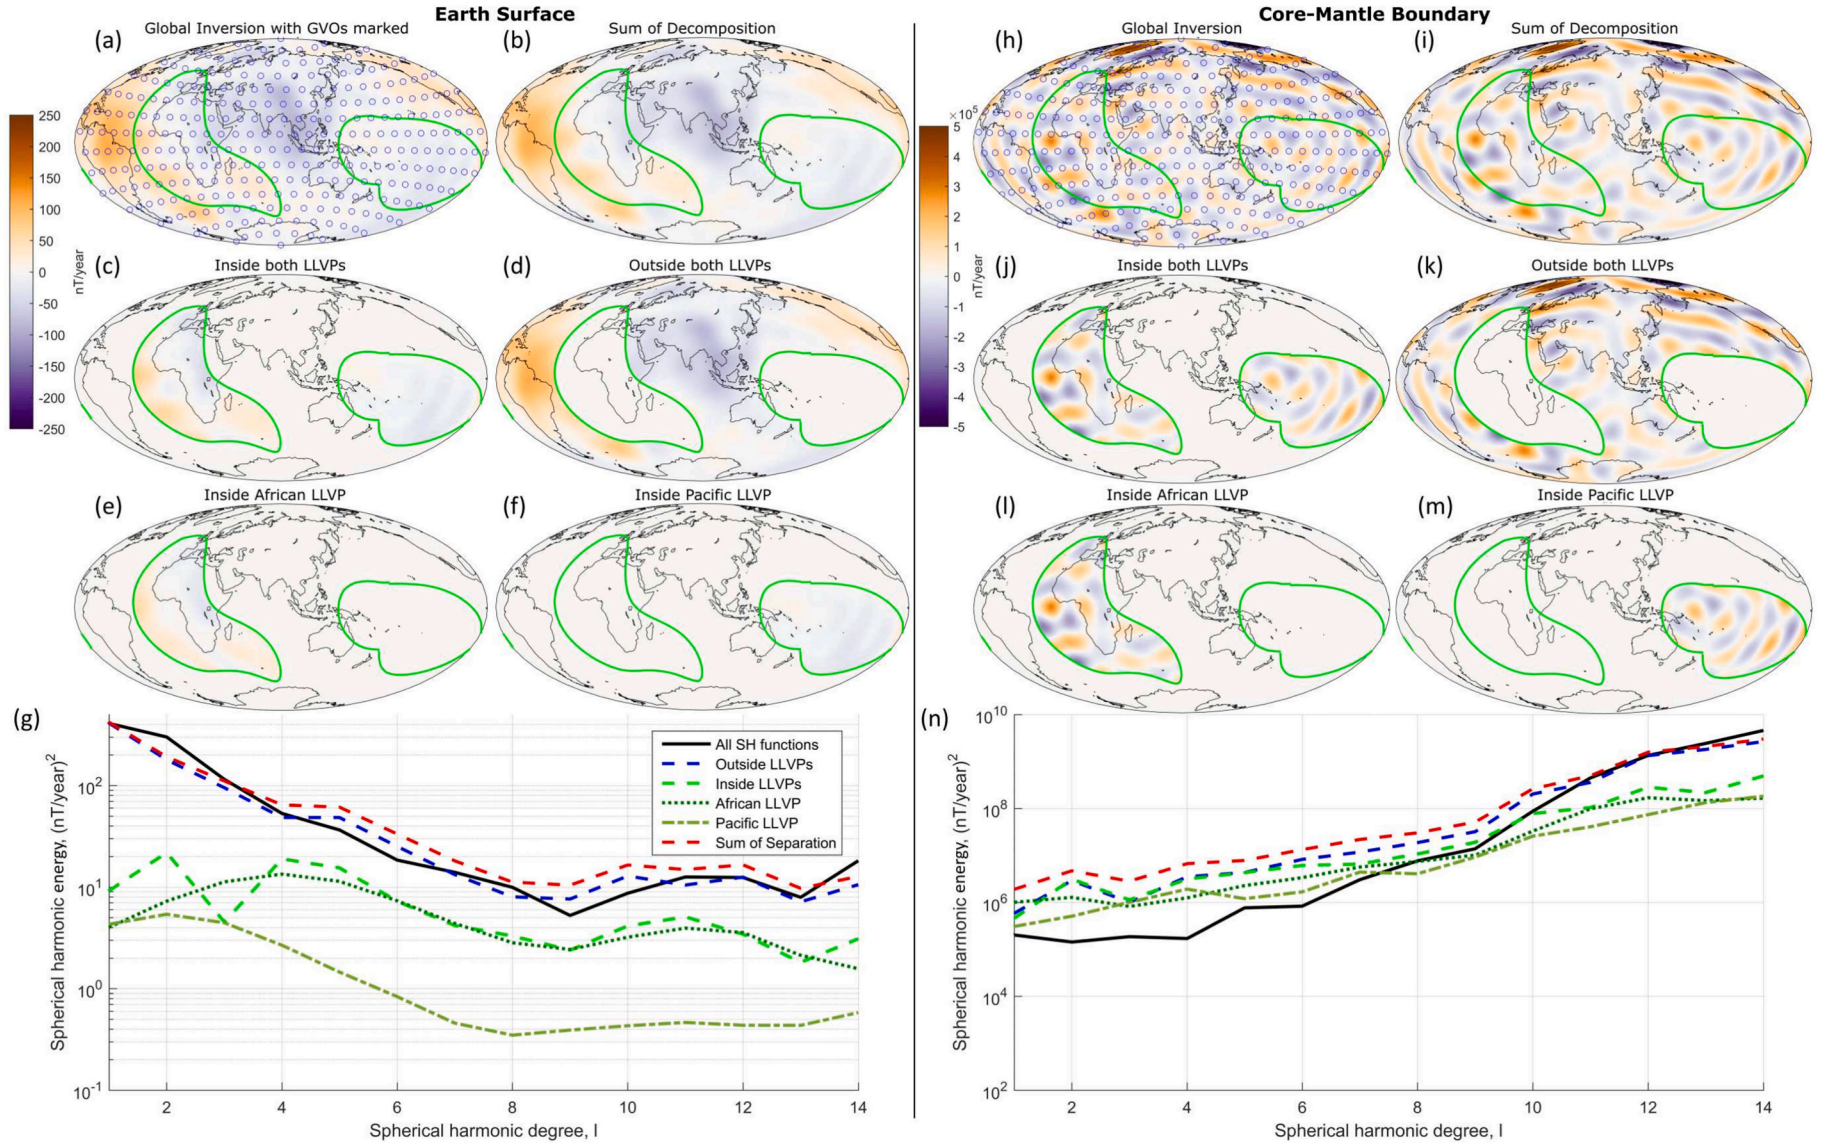 Earth Surface
Core-Mantle Boundary
(a) Global Inversion with GVOs marked
(b) Sum of Decomposition
(h) Global Inversion
(i) Sum of Decomposition
250
200
150
100
50
0
-50
-100
-150
-200
-250
nT/year
×10⁵
5
4
3
2
1
0
-1
-2
-3
-4
-5
nT/year
(c) Inside both LLVPs
(d) Outside both LLVPs
(j) Inside both LLVPs
(k) Outside both LLVPs
(e) Inside African LLVP
(f) Inside Pacific LLVP
(l) Inside African LLVP
(m) Inside Pacific LLVP
(g)
Spherical harmonic energy, (nT/year)²
10²
10¹
10⁰
10⁻¹
All SH functions
Outside LLVPs
Inside LLVPs
African LLVP
Pacific LLVP
Sum of Separation
2 4 6 8 10 12 14
Spherical harmonic degree, l
(n)
Spherical harmonic energy, (nT/year)²
10¹⁰
10⁸
10⁶
10⁴
10²
2 4 6 8 10 12 14
Spherical harmonic degree, l